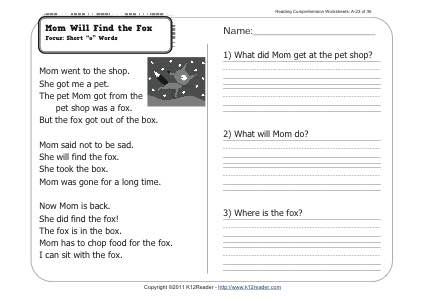 Reading Comprehension Worksheets: A-23 of 36
Mom Will Find the Fox
Focus: Short "o" Words
Name:
Mom went to the shop.
She got me a pet.
The pet Mom got from the
pet shop was a fox.
But the fox got out of the box.
Mom said not to be sad.
She will find the fox.
She took the box.
Mom was gone for a long time.
Now Mom is back.
She did find the fox!
The fox is in the box.
Mom has to chop food for the fox.
I can sit with the fox.
1) What did Mom get at the pet shop?
2) What will Mom do?
3) Where is the fox?
Copyright ©2011 K12Reader - http://www.k12reader.com